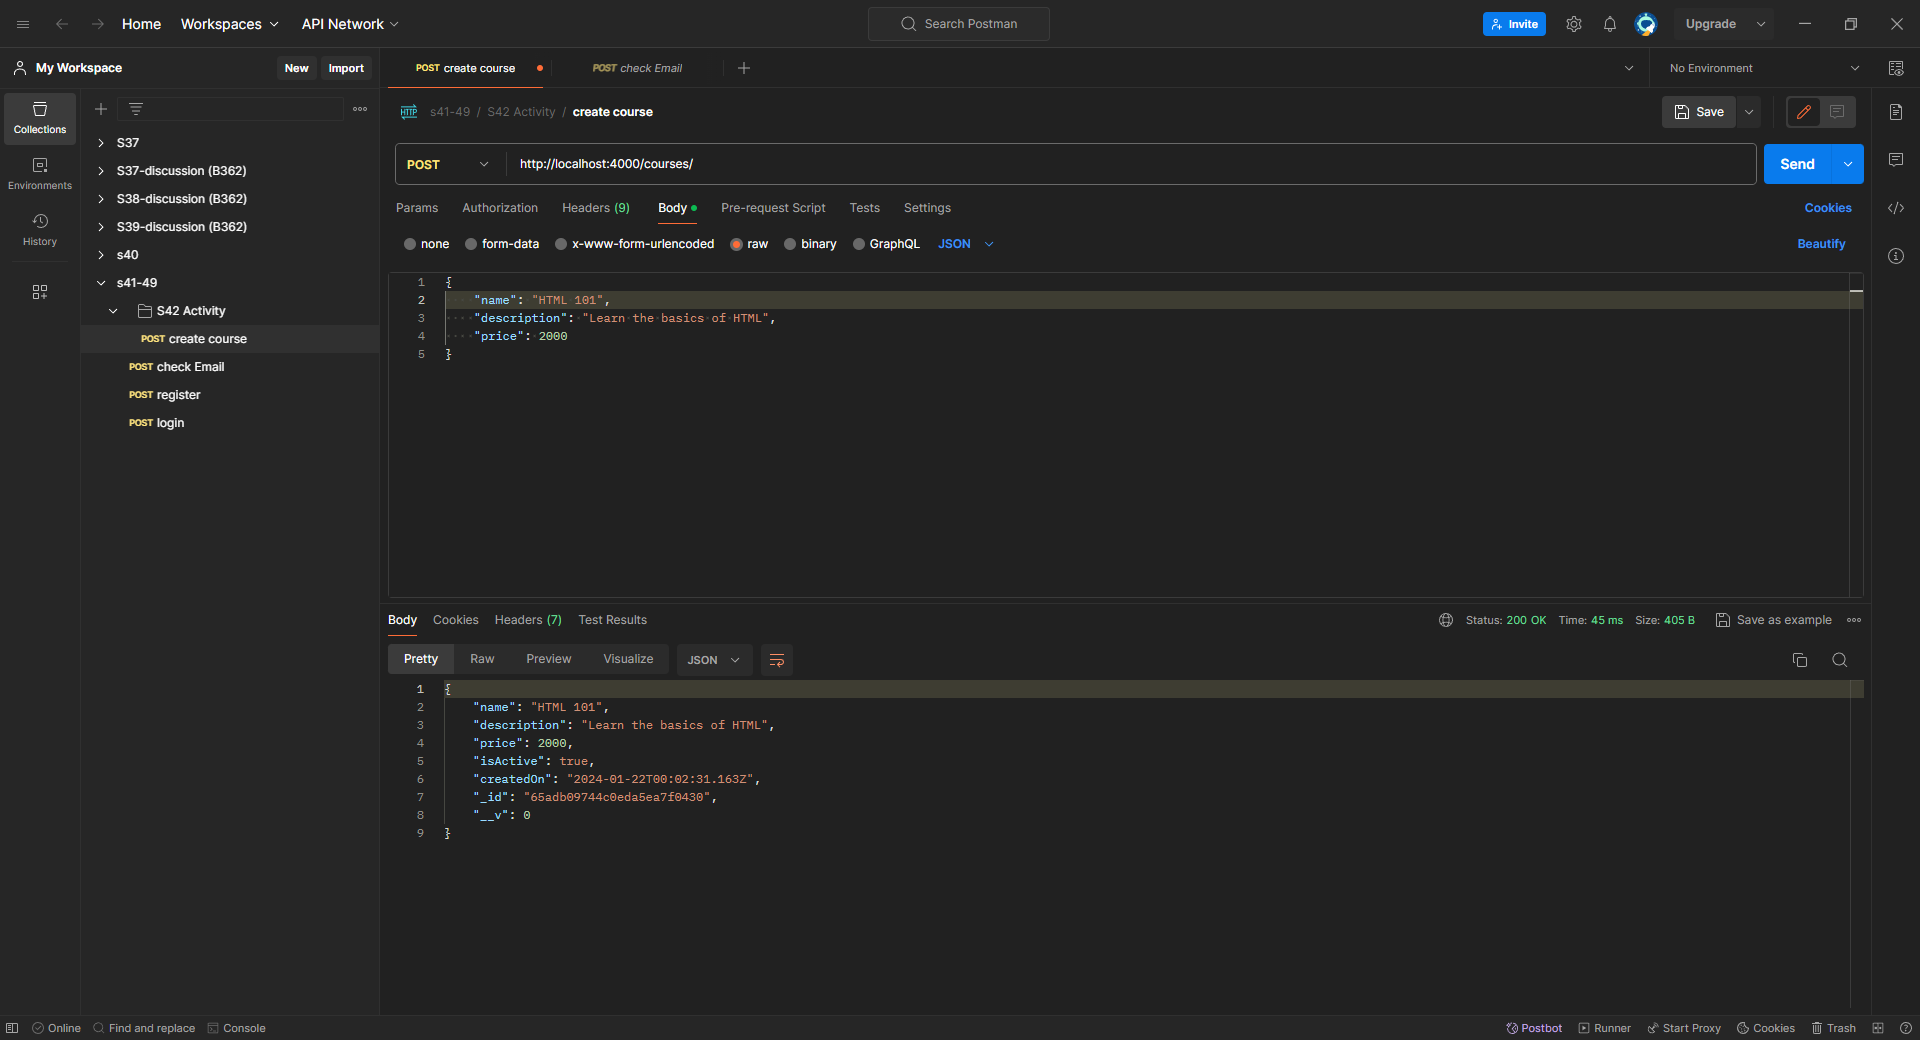 Home Workspaces API Network Search Postman Invite Upgrade
My Workspace New Import POST create course POST check Email No Environment
Collections
Environments
History
S37
S37-discussion (B362)
S38-discussion (B362)
S39-discussion (B362)
s40
s41-49
S42 Activity
POST create course
POST check Email
POST register
POST login
HTTP s41-49 / S42 Activity / create course Save
POST http://localhost:4000/courses/ Send
Params Authorization Headers (9) Body Pre-request Script Tests Settings Cookies
none form-data x-www-form-urlencoded raw binary GraphQL JSON Beautify
1 {
2 "name": "HTML 101",
3 "description": "Learn the basics of HTML",
4 "price": 2000
5 }
Body Cookies Headers (7) Test Results Status: 200 OK Time: 45 ms Size: 405 B Save as example
Pretty Raw Preview Visualize JSON
1 {
2 "name": "HTML 101",
3 "description": "Learn the basics of HTML",
4 "price": 2000,
5 "isActive": true,
6 "createdOn": "2024-01-22T00:02:31.163Z",
7 "_id": "65adb09744c0eda5ea7f0430",
8 "__v": 0
9 }
Online Find and replace Console Postbot Runner Start Proxy Cookies Trash